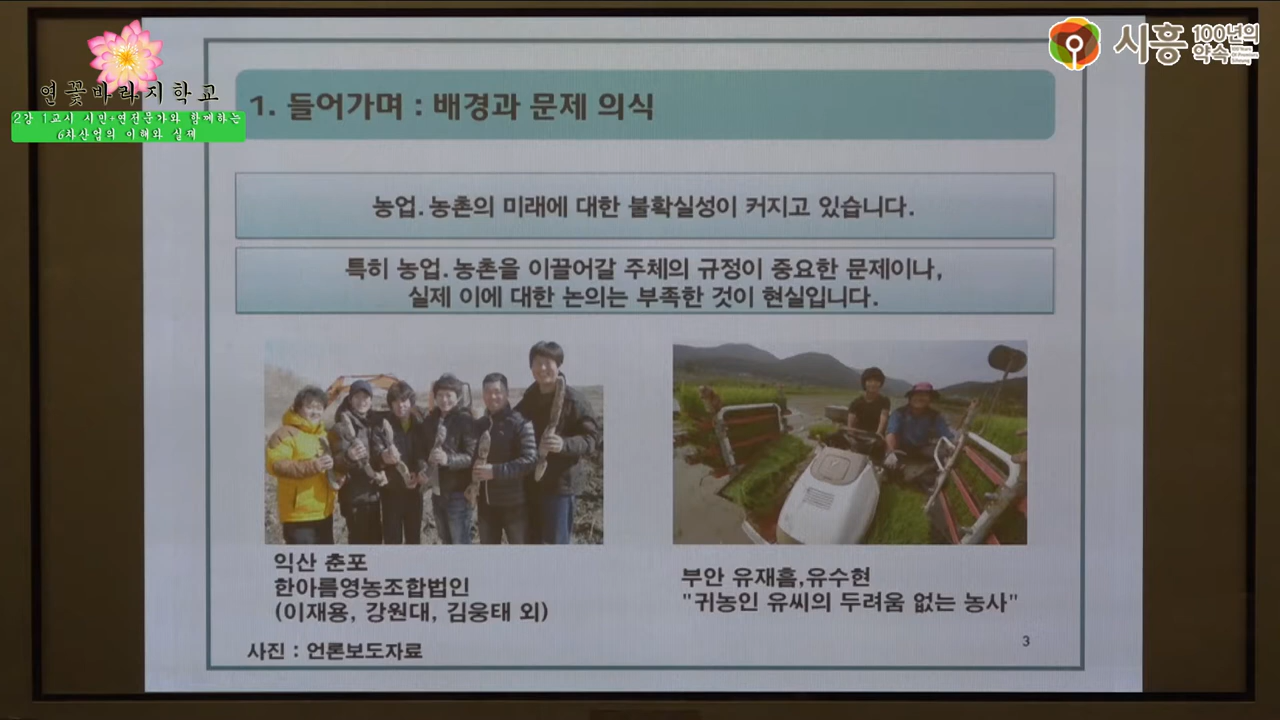 연꽃바라지학교
2강 1교시 시민+연전문가와 함께하는
6차산업의 이해와 실제
시흥 100년의
약속
1. 들어가며 : 배경과 문제 의식
농업.농촌의 미래에 대한 불확실성이 커지고 있습니다.
특히 농업.농촌을 이끌어갈 주체의 규정이 중요한 문제이나,
실제 이에 대한 논의는 부족한 것이 현실입니다.
익산 춘포
한아름영농조합법인
(이재용, 강원대, 김웅태 외)
부안 유재흠,유수현
"귀농인 유씨의 두려움 없는 농사"
사진 : 언론보도자료
3